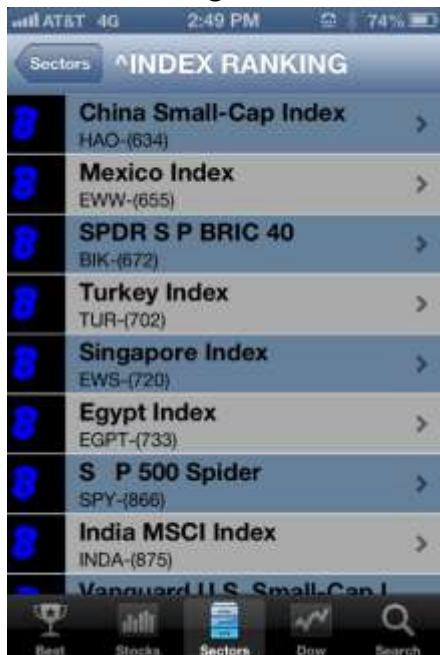 AT&T 4G 2:49 PM 74%
Sectors ^INDEX RANKING
8 China Small-Cap Index
HAO-(634)
8 Mexico Index
EWW-(655)
8 SPDR S P BRIC 40
BIK-(672)
8 Turkey Index
TUR-(702)
8 Singapore Index
EWS-(720)
8 Egypt Index
EGPT-(733)
8 S P 500 Spider
SPY-(866)
8 India MSCI Index
INDA-(875)
Vanguard U.S. Small-Cap I
Best Stocks Sectors Dow Search